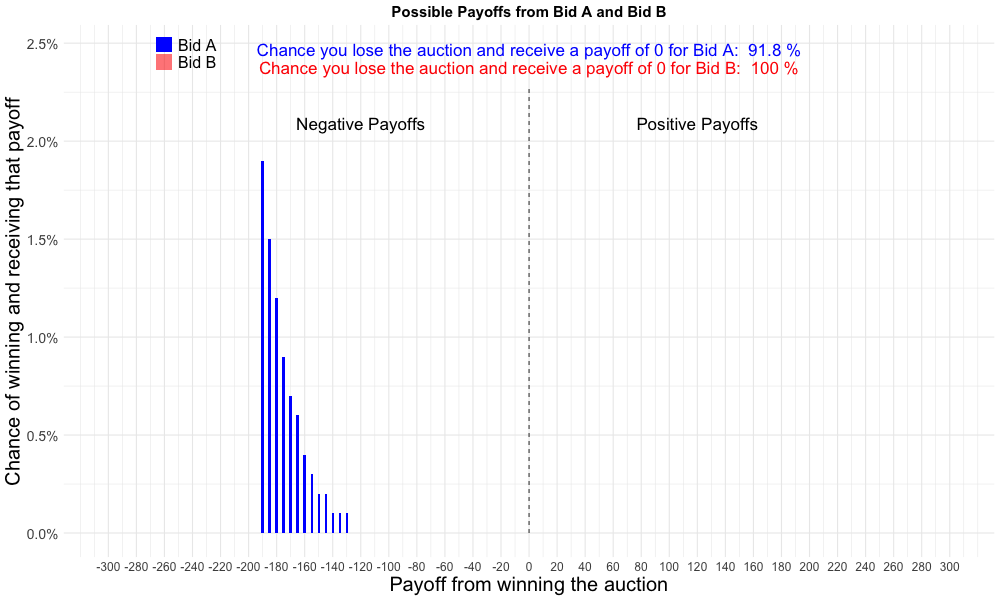 Possible Payoffs from Bid A and Bid B
Bid A
Bid B
Chance you lose the auction and receive a payoff of 0 for Bid A:  91.8 %
Chance you lose the auction and receive a payoff of 0 for Bid B:  100 %
Negative Payoffs
Positive Payoffs
Chance of winning and receiving that payoff
2.5%
2.0%
1.5%
1.0%
0.5%
0.0%
-300 -280 -260 -240 -220 -200 -180 -160 -140 -120 -100 -80 -60 -40 -20 0 20 40 60 80 100 120 140 160 180 200 220 240 260 280 300
Payoff from winning the auction